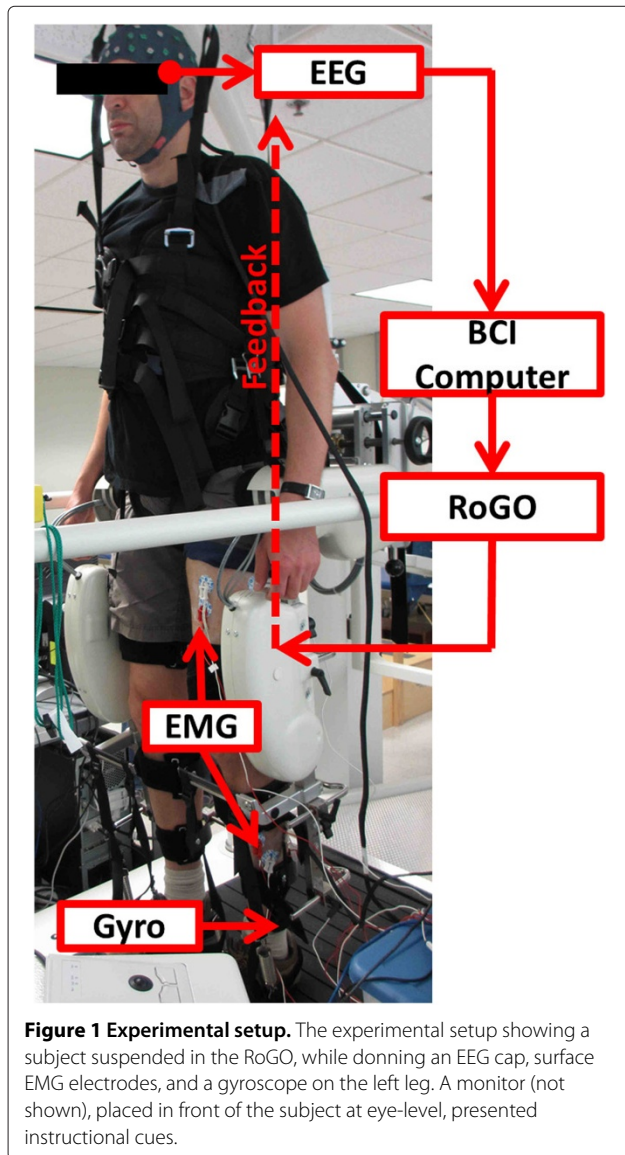 EEG
Feedback
BCI
Computer
RoGO
EMG
Gyro
Figure 1 Experimental setup. The experimental setup showing a
subject suspended in the RoGO, while donning an EEG cap, surface
EMG electrodes, and a gyroscope on the left leg. A monitor (not
shown), placed in front of the subject at eye-level, presented
instructional cues.